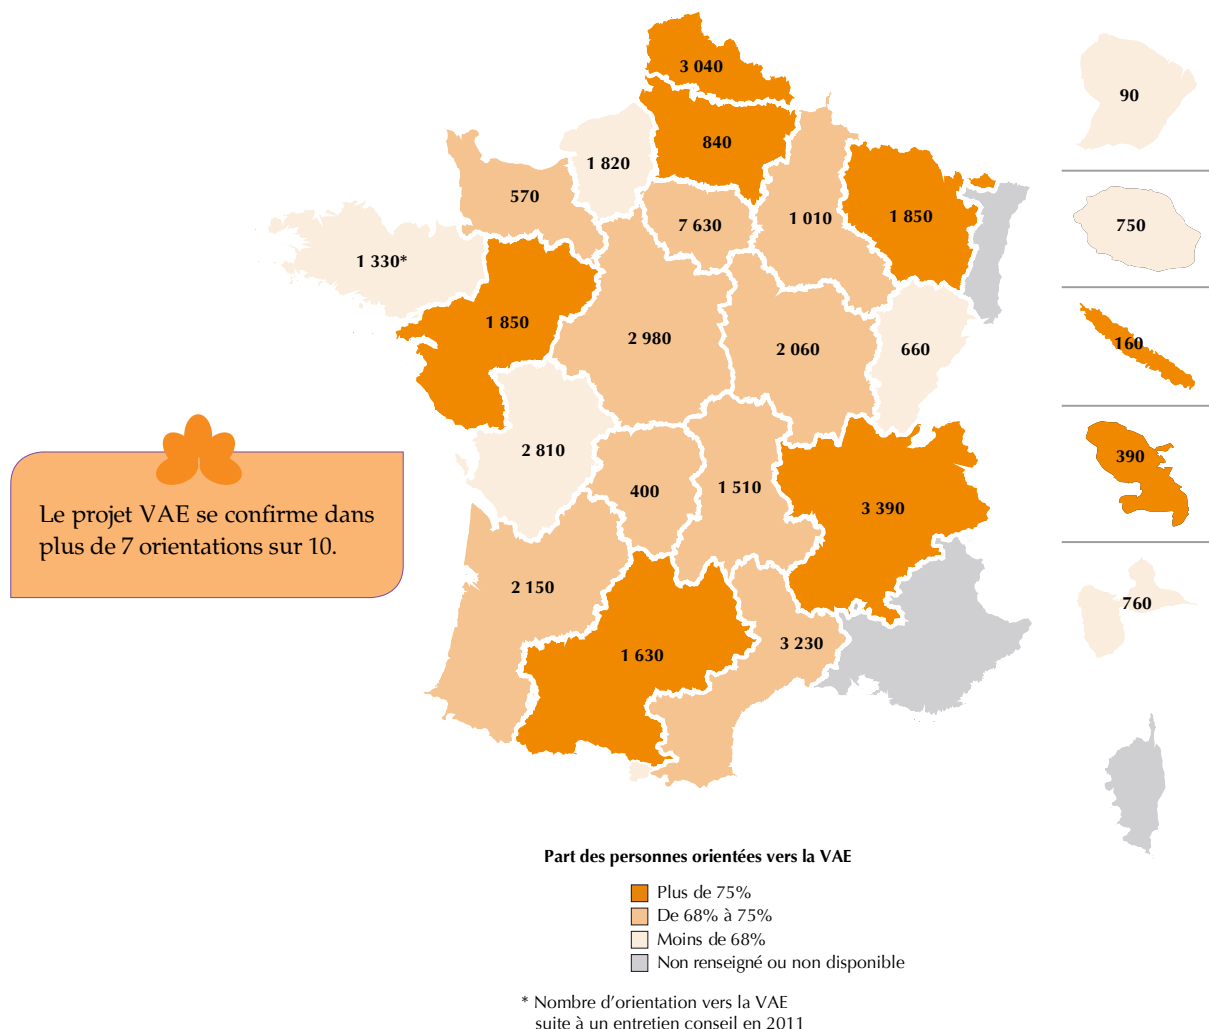 3 040
90
840
1 820
570
750
7 630
1 010
1 850
1 330*
1 850
2 980
2 060
660
160
2 810
400
1 510
3 390
390
Le projet VAE se confirme dans
plus de 7 orientations sur 10.
2 150
760
1 630
3 230
Part des personnes orientées vers la VAE
Plus de 75%
De 68% à 75%
Moins de 68%
Non renseigné ou non disponible
* Nombre d'orientation vers la VAE
suite à un entretien conseil en 2011